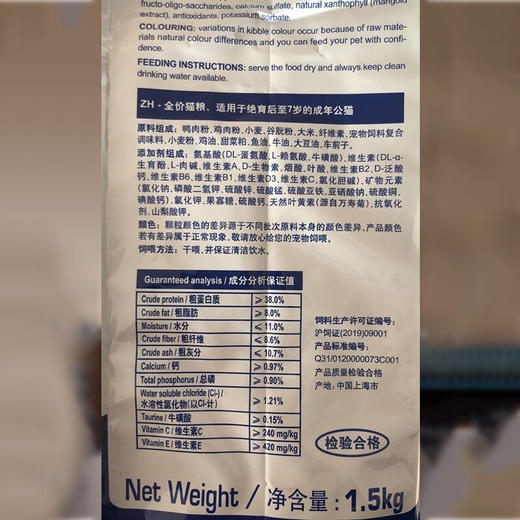 fructo-oligo-saccharides, calcium sulfate, natural xanthophyll (marigold
extract), antioxidants, potassium sorbate.
COLOURING: variations in kibble colour occur because of raw mate-
rials natural colour differences and you can feed your pet with confi-
dence.
FEEDING INSTRUCTIONS: serve the food dry and always keep clean
drinking water available.
ZH - 全价猫粮、适用于绝育后至7岁的成年公猫
原料组成：鸭肉粉、鸡肉粉、小麦、谷朊粉、大米、纤维素、宠物饲料复合
调味料、小麦粉、鸡油、甜菜粕、鱼油、牛油、大豆油、车前子。
添加剂组成：氨基酸（DL-蛋氨酸、L-赖氨酸、牛磺酸）、维生素（DL-α-
生育酚、L-肉碱、维生素A、D-生物素、烟酸、叶酸、维生素B2、D-泛酸
钙、维生素B6、维生素B1、维生素D3、维生素C、氯化胆碱）、矿物元素
（氯化钠、磷酸二氢钾、硫酸锌、硫酸锰、硫酸亚铁、亚硒酸钠、硫酸铜、
碘酸钙）、氯化钾、果寡糖、硫酸钙、天然叶黄素（源自万寿菊）、抗氧化
剂、山梨酸钾。
颜色：颗粒颜色的差异源于不同批次原料本身的颜色差异，产品颜色
若有差异属于正常现象，敬请放心给您的宠物饲喂。
饲喂方法：干喂，并保证清洁饮水。
Guaranteed analysis / 成分分析保证值
Crude protein / 粗蛋白质 ≥ 38.0%
Crude fat / 粗脂肪 ≥ 8.0%
Moisture / 水分 ≤ 11.0%
Crude fiber / 粗纤维 ≤ 8.6%
Crude ash / 粗灰分 ≤ 10.7%
Calcium / 钙 ≥ 0.97%
Total phosphorus / 总磷 ≥ 0.90%
Water soluble chloride (Cl-) /
水溶性氯化物(以Cl-计) ≥ 1.21%
Taurine / 牛磺酸 ≥ 0.15%
Vitamin C / 维生素C ≥ 240 mg/kg
Vitamin E / 维生素E ≥ 420 mg/kg
饲料生产许可证编号：
沪饲证(2019)09001
产品标准编号：
Q31/0120000073C001
产品质量检验合格
产地：中国上海市
检验合格
Net Weight / 净含量：1.5kg